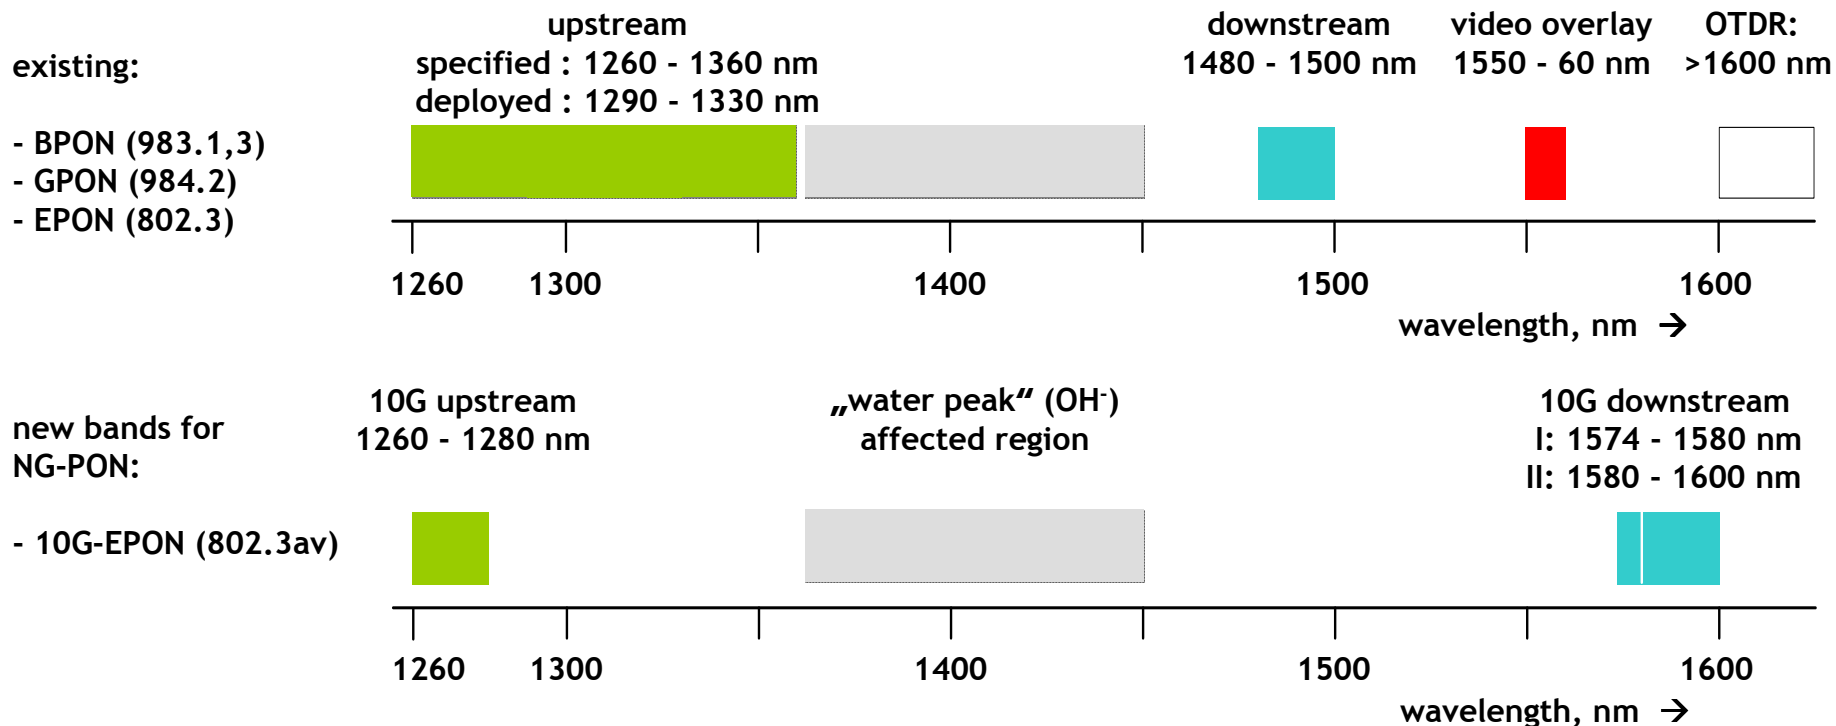 existing:
- BPON (983.1,3)
- GPON (984.2)
- EPON (802.3)
upstream
specified : 1260 - 1360 nm
deployed : 1290 - 1330 nm
downstream
1480 - 1500 nm
video overlay
1550 - 60 nm
OTDR:
>1600 nm
1260 1300 1400 1500 1600
wavelength, nm →
new bands for
NG-PON:
- 10G-EPON (802.3av)
10G upstream
1260 - 1280 nm
„water peak“ (OH⁻)
affected region
10G downstream
I: 1574 - 1580 nm
II: 1580 - 1600 nm
1260 1300 1400 1500 1600
wavelength, nm →